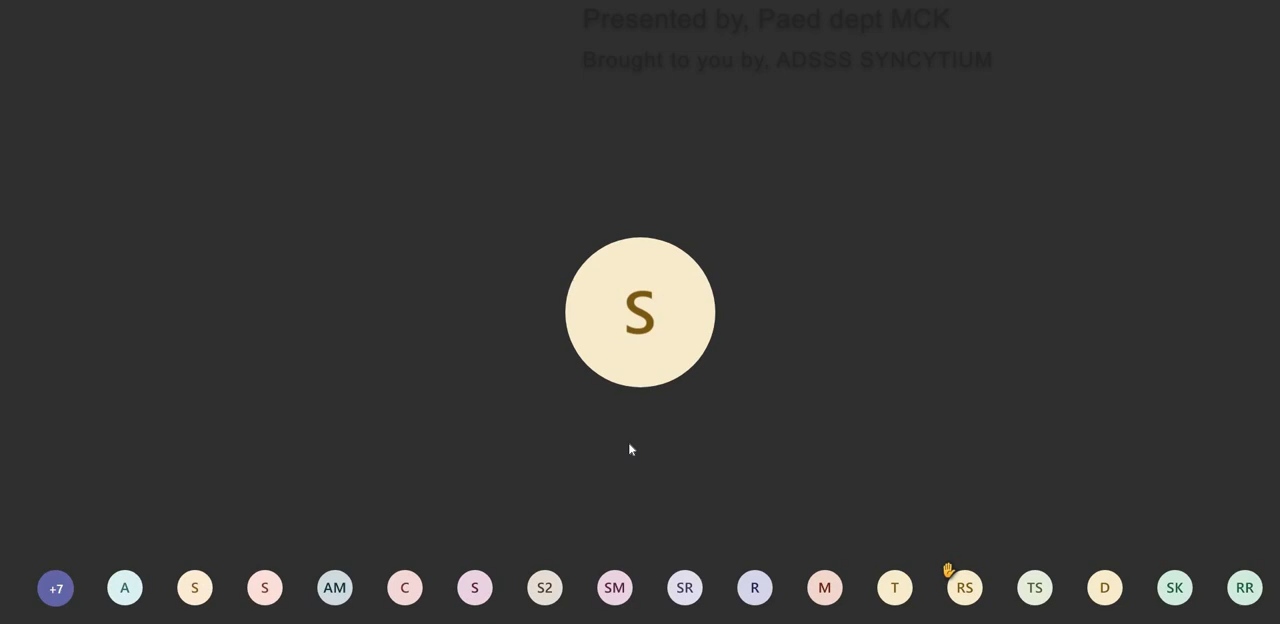 Presented by, Paed dept MCK
Brought to you by, ADSSS SYNCYTIUM
S
+7 A S S AM C S S2 SM SR R M T RS TS D SK RR